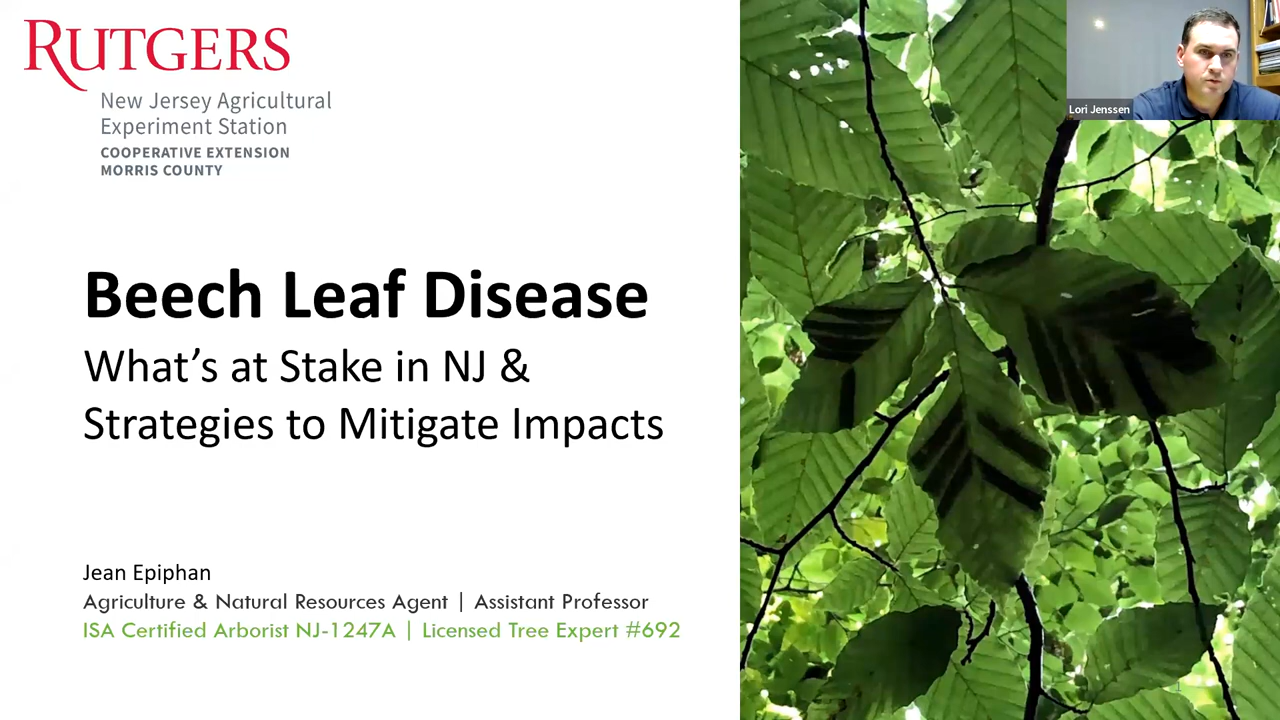 RUTGERS
New Jersey Agricultural
Experiment Station
COOPERATIVE EXTENSION
MORRIS COUNTY
Lori Jenssen
Beech Leaf Disease
What's at Stake in NJ &
Strategies to Mitigate Impacts
Jean Epiphan
Agriculture & Natural Resources Agent | Assistant Professor
ISA Certified Arborist NJ-1247A | Licensed Tree Expert #692